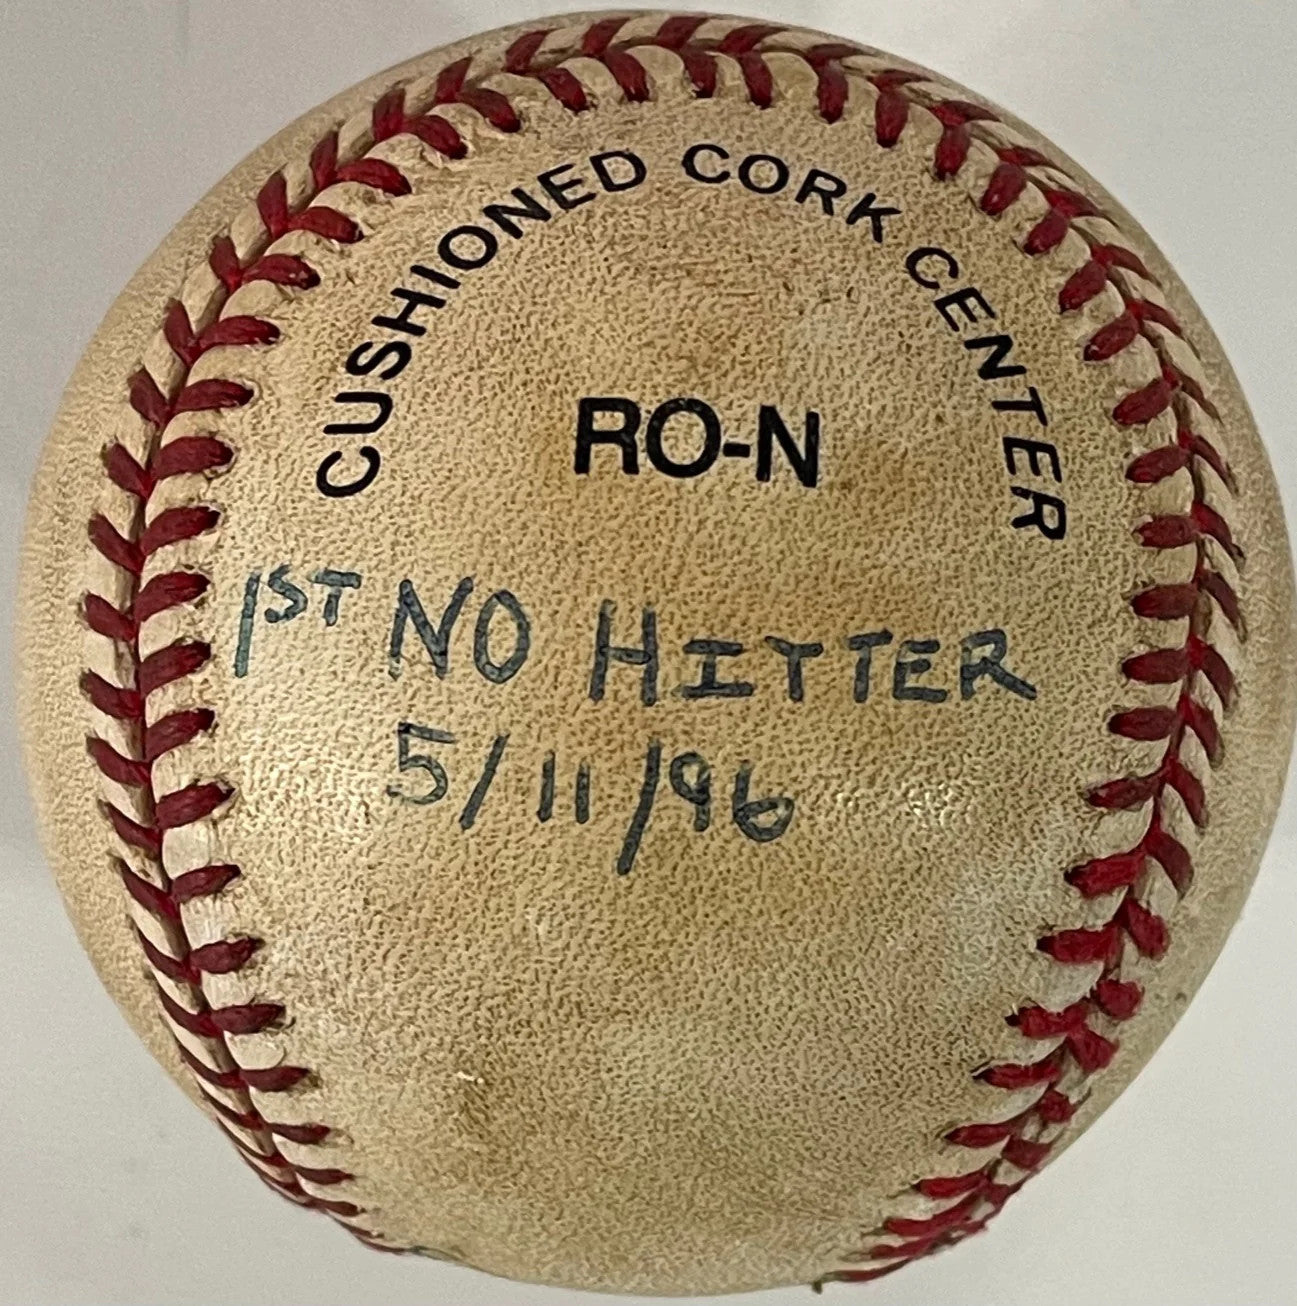 CUSHIONED CORK CENTER
RO-N
1ST NO HITTER
5/11/96